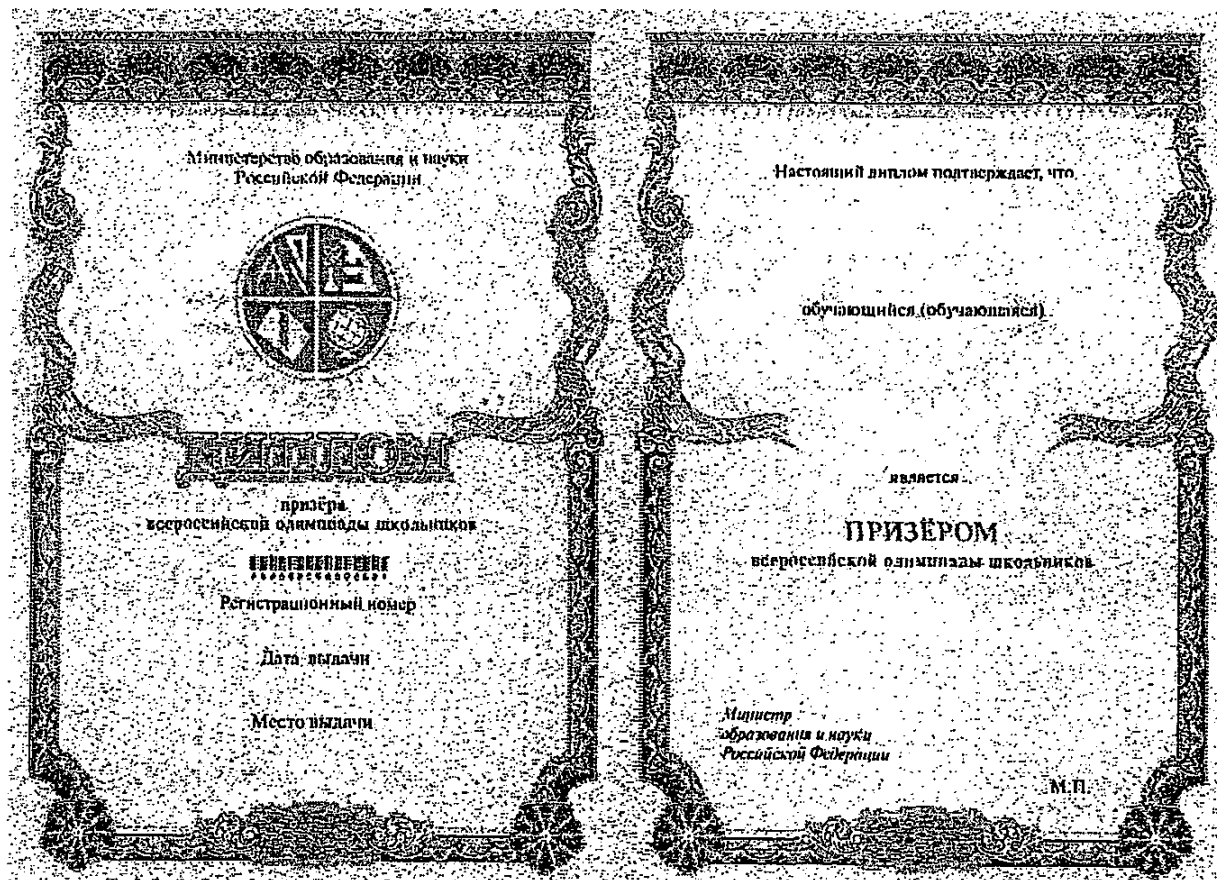 Министерство образования и науки
Российской Федерации
ДИПЛОМ
призёра
всероссийской олимпиады школьников
Регистрационный номер
Дата выдачи
Место выдачи
Настоящий диплом подтверждает, что
обучающийся (обучающаяся)
является
ПРИЗЁРОМ
всероссийской олимпиады школьников
Министр
образования и науки
Российской Федерации
М.П.